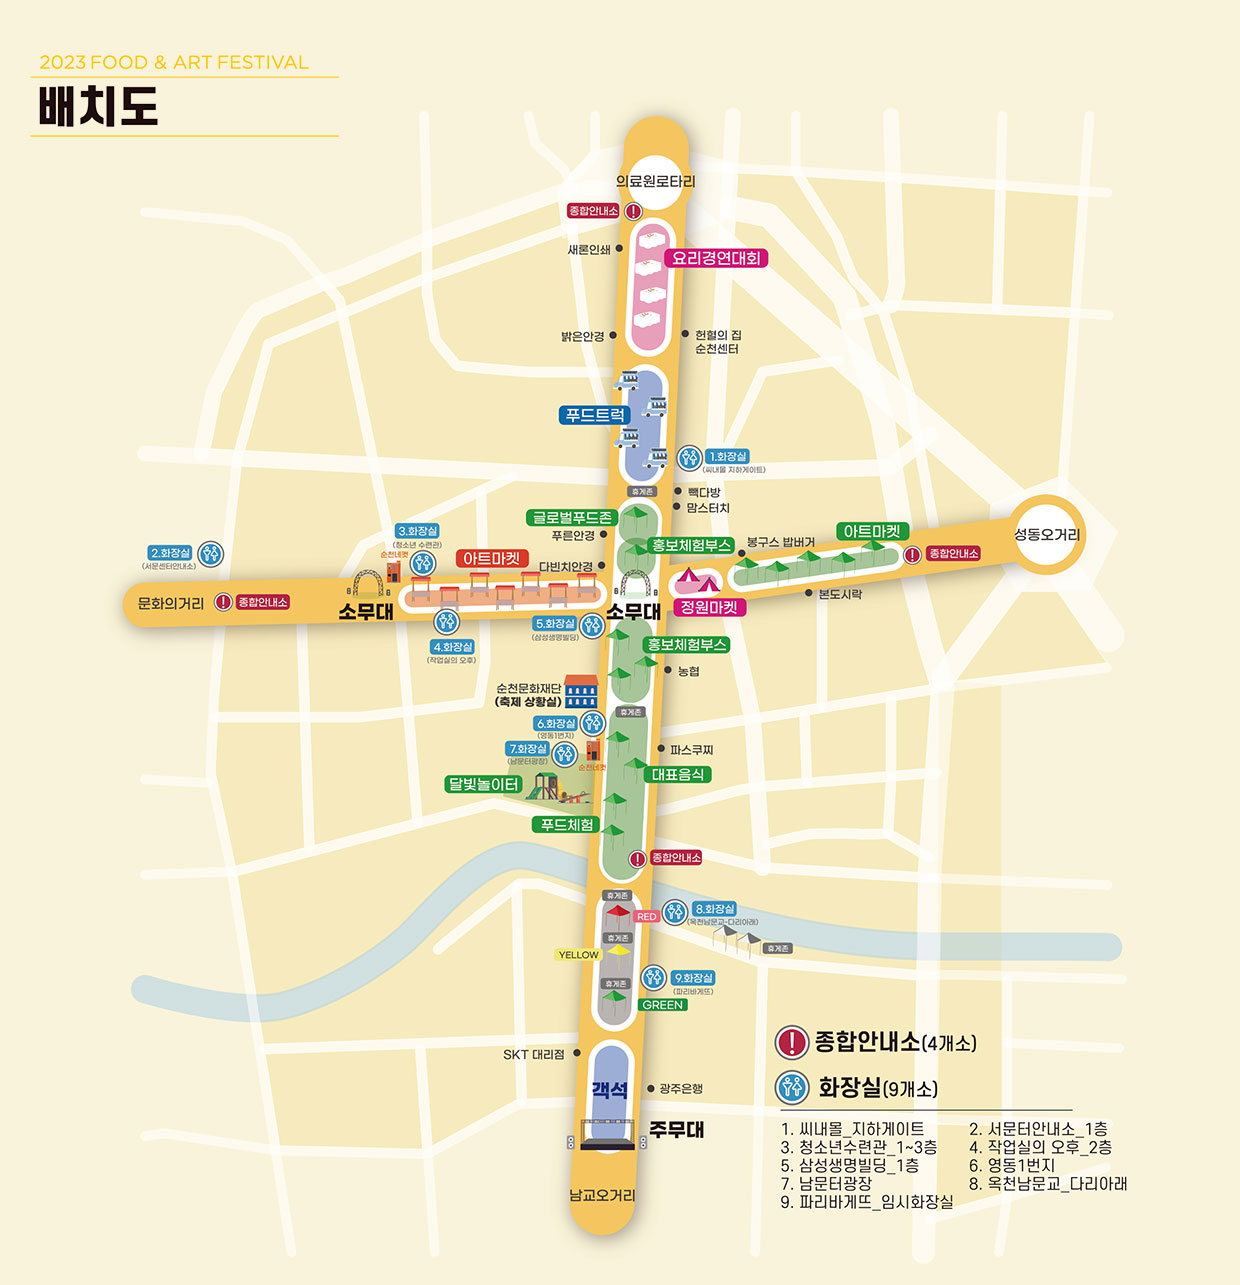 2023 FOOD & ART FESTIVAL
배치도
의료원로타리
종합안내소
새론인쇄
요리경연대회
밝은안경
헌혈의 집
순천센터
푸드트럭
1.화장실
(씨내몰 지하게이트)
휴게존
빽다방
맘스터치
글로벌푸드존
푸른안경
홍보체험부스
봉구스 밥버거
아트마켓
종합안내소
성동오거리
3.화장실
(청소년 수련관)
순천네컷
2.화장실
(서문센터안내소)
아트마켓
다빈치안경
문화의거리
종합안내소
소무대
소무대
정원마켓
본도시락
5.화장실
(삼성생명빌딩)
4.화장실
(작업실의 오후)
홍보체험부스
농협
순천문화재단
(축제 상황실)
휴게존
6.화장실
(영동1번지)
7.화장실
(남문터광장)
순천네컷
파스쿠찌
대표음식
달빛놀이터
푸드체험
종합안내소
휴게존
RED
8.화장실
(옥천남문교-다리아래)
휴게존
휴게존
YELLOW
9.화장실
(파리바게뜨)
휴게존
GREEN
SKT 대리점
객석
광주은행
주무대
남교오거리
종합안내소(4개소)
화장실(9개소)
1. 씨내몰_지하게이트
2. 서문터안내소_1층
3. 청소년수련관_1~3층
4. 작업실의 오후_2층
5. 삼성생명빌딩_1층
6. 영동1번지
7. 남문터광장
8. 옥천남문교_다리아래
9. 파리바게뜨_임시화장실